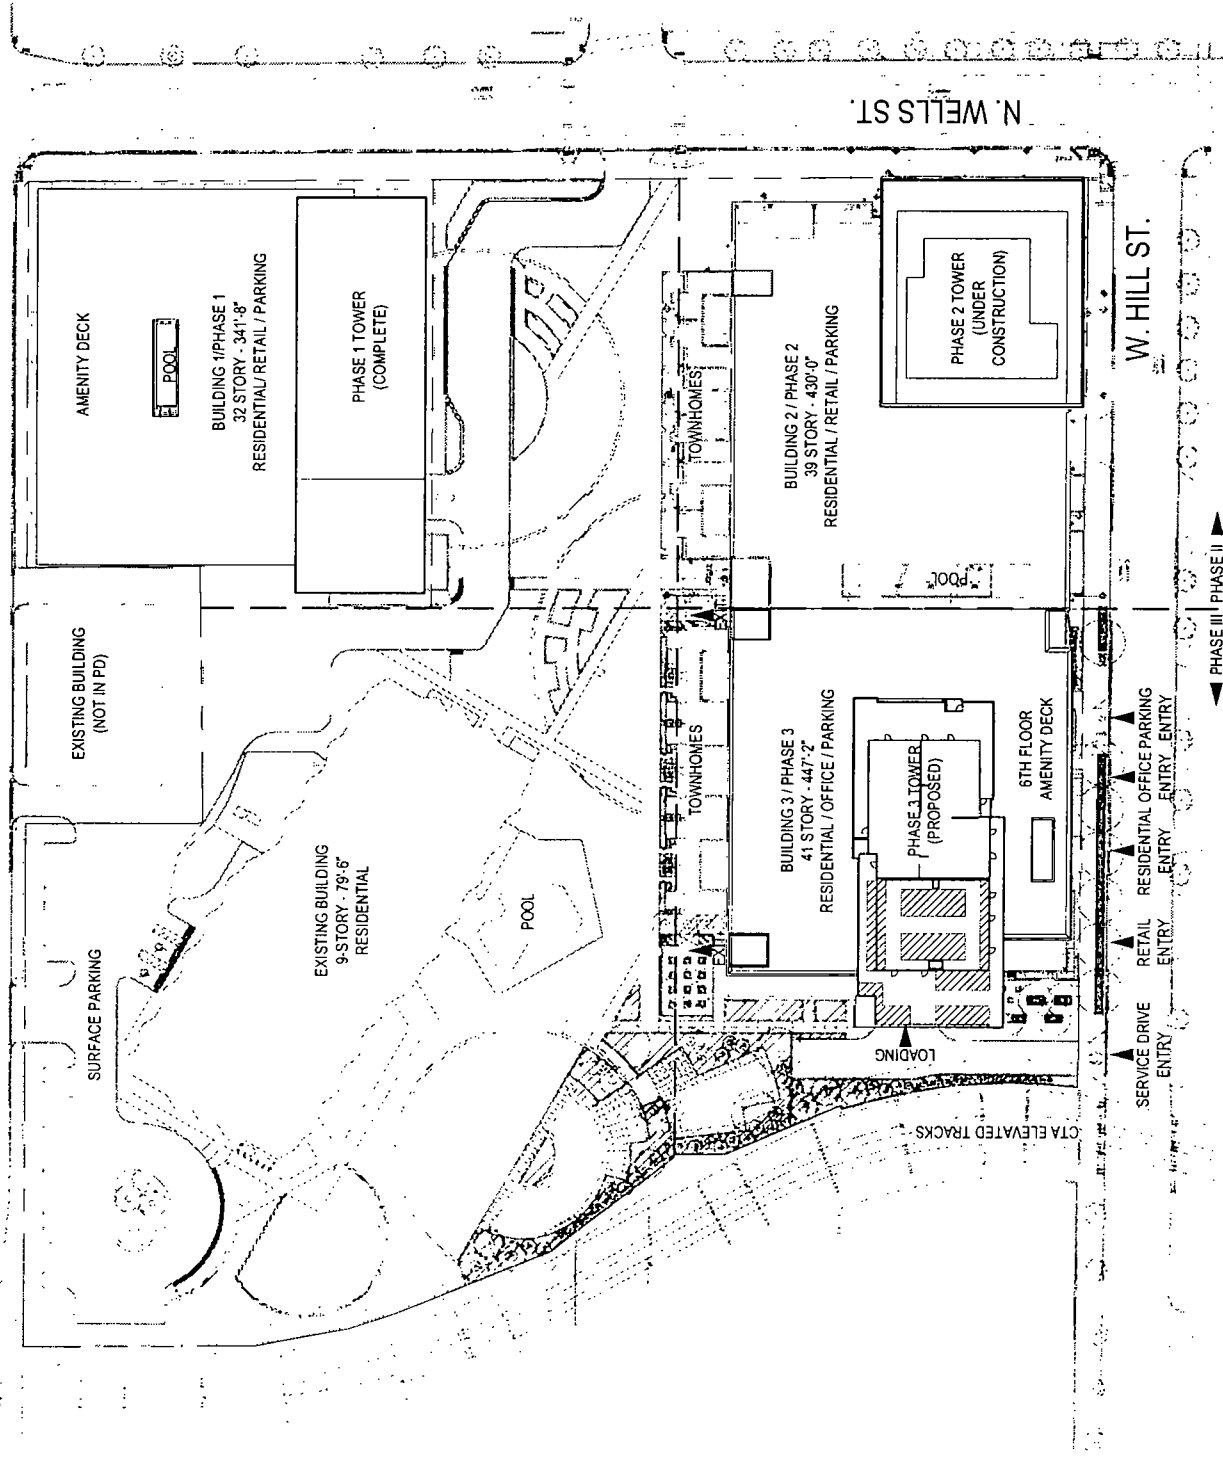 N. WELLS ST.
W. HILL ST.
AMENITY DECK
POOL
BUILDING 1/PHASE 1
32 STORY - 341'-8"
RESIDENTIAL/ RETAIL / PARKING
PHASE 1 TOWER
(COMPLETE)
EXISTING BUILDING
(NOT IN PD)
SURFACE PARKING
EXISTING BUILDING
9-STORY - 79'-6"
RESIDENTIAL
POOL
TOWNHOMES
TOWNHOMES
BUILDING 2 / PHASE 2
39 STORY - 430'-0"
RESIDENTIAL / RETAIL / PARKING
PHASE 2 TOWER
(UNDER
CONSTRUCTION)
POOL
BUILDING 3 / PHASE 3
41 STORY - 447'-2"
RESIDENTIAL / OFFICE / PARKING
PHASE 3 TOWER
(PROPOSED)
6TH FLOOR
AMENITY DECK
LOADING
CTA ELEVATED TRACKS
SERVICE DRIVE
ENTRY
RETAIL
ENTRY
RESIDENTIAL
ENTRY
OFFICE
ENTRY
PARKING
ENTRY
PHASE III
PHASE II